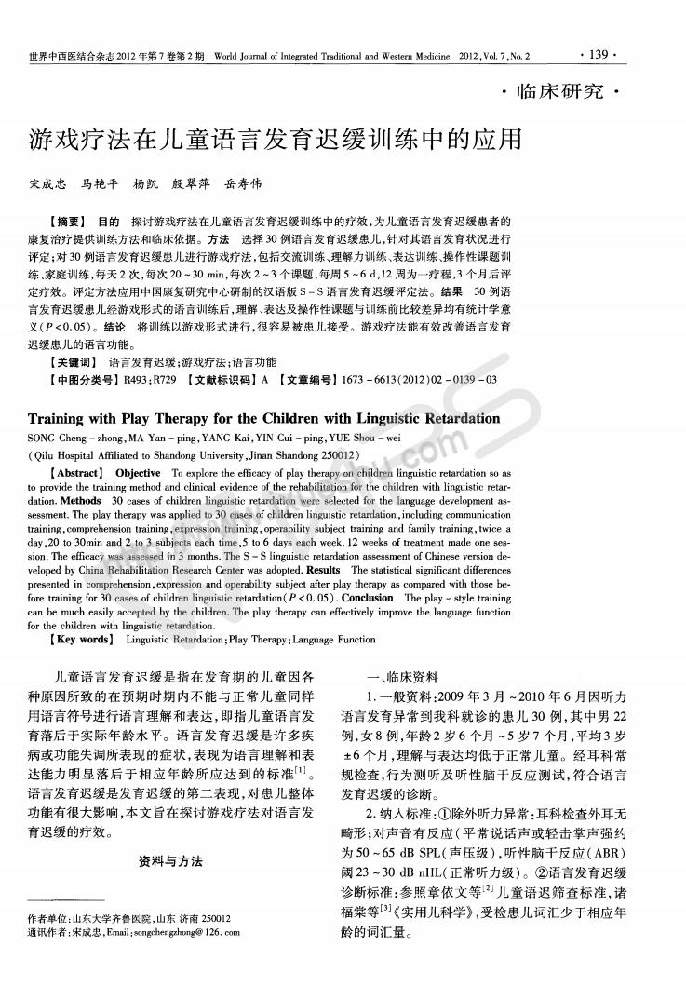 世界中西医结合杂志2012年第7卷第2期 World Journal of Integrated Traditional and Western Medicine 2012,Vol.7,No.2 ·139·
·临床研究·
游戏疗法在儿童语言发育迟缓训练中的应用
宋成忠 马艳平 杨凯 殷翠萍 岳寿伟
【摘要】 目的 探讨游戏疗法在儿童语言发育迟缓训练中的疗效,为儿童语言发育迟缓患者的
康复治疗提供训练方法和临床依据。方法 选择30例语言发育迟缓患儿,针对其语言发育状况进行
评定;对30例语言发育迟缓患儿进行游戏疗法,包括交流训练、理解力训练、表达训练、操作性课题训
练、家庭训练,每天2次,每次20~30 min,每次2~3个课题,每周5~6 d,12周为一疗程,3个月后评
定疗效。评定方法应用中国康复研究中心研制的汉语版S-S语言发育迟缓评定法。结果 30例语
言发育迟缓患儿经游戏形式的语言训练后,理解、表达及操作性课题与训练前比较差异均有统计学意
义(P<0.05)。结论 将训练以游戏形式进行,很容易被患儿接受。游戏疗法能有效改善语言发育
迟缓患儿的语言功能。
【关键词】 语言发育迟缓;游戏疗法;语言功能
【中图分类号】R493;R729 【文献标识码】A 【文章编号】1673-6613(2012)02-0139-03
Training with Play Therapy for the Children with Linguistic Retardation
SONG Cheng-zhong,MA Yan-ping,YANG Kai,YIN Cui-ping,YUE Shou-wei
(Qilu Hospital Affiliated to Shandong University,Jinan Shandong 250012)
【Abstract】 Objective To explore the efficacy of play therapy on children linguistic retardation so as
to provide the training method and clinical evidence of the rehabilitation for the children with linguistic retar-
dation. Methods 30 cases of children linguistic retardation were selected for the language development as-
sessment. The play therapy was applied to 30 cases of children linguistic retardation,including communication
training,comprehension training,expression training,operability subject training and family training,twice a
day,20 to 30min and 2 to 3 subjects each time,5 to 6 days each week. 12 weeks of treatment made one ses-
sion. The efficacy was assessed in 3 months. The S-S linguistic retardation assessment of Chinese version de-
veloped by China Rehabilitation Research Center was adopted. Results The statistical significant differences
presented in comprehension,expression and operability subject after play therapy as compared with those be-
fore training for 30 cases of children linguistic retardation(P<0.05). Conclusion The play-style training
can be much easily accepted by the children. The play therapy can effectively improve the language function
for the children with linguistic retardation.
【Key words】 Linguistic Retardation;Play Therapy;Language Function
儿童语言发育迟缓是指在发育期的儿童因各
种原因所致的在预期时期内不能与正常儿童同样
用语言符号进行语言理解和表达,即指儿童语言发
育落后于实际年龄水平。语言发育迟缓是许多疾
病或功能失调所表现的症状,表现为语言理解和表
达能力明显落后于相应年龄所应达到的标准[1]。
语言发育迟缓是发育迟缓的第二表现,对患儿整体
功能有很大影响,本文旨在探讨游戏疗法对语言发
育迟缓的疗效。
资料与方法
作者单位:山东大学齐鲁医院,山东 济南 250012
通讯作者:宋成忠,Email:songchengzhong@126.com
一、临床资料
1.一般资料:2009年3月~2010年6月因听力
语言发育异常到我科就诊的患儿30例,其中男22
例,女8例,年龄2岁6个月~5岁7个月,平均3岁
±6个月,理解与表达均低于正常儿童。经耳科常
规检查,行为测听及听性脑干反应测试,符合语言
发育迟缓的诊断。
2.纳入标准:①除外听力异常:耳科检查外耳无
畸形;对声音有反应(平常说话声或轻击掌声强约
为50~65 dB SPL(声压级),听性脑干反应(ABR)
阈23~30 dB nHL(正常听力级)。②语言发育迟缓
诊断标准:参照章依文等[2]儿童语迟筛查标准,诸
福棠等[3]《实用儿科学》,受检患儿词汇少于相应年
龄的词汇量。